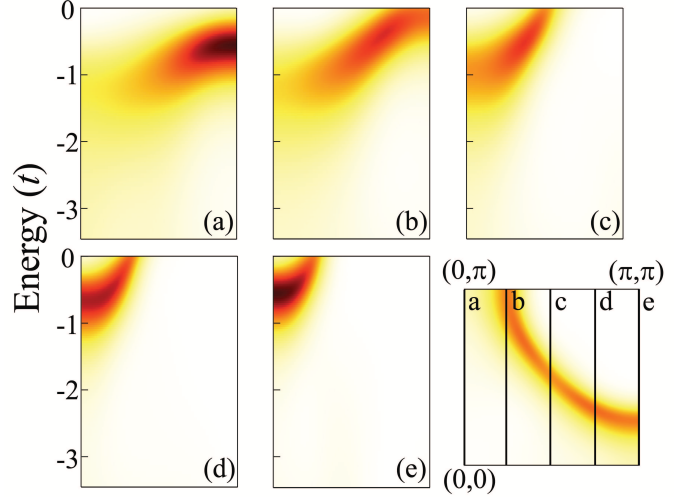 0
-1
-2
-3
(a)
(b)
(c)
Energy (t)
0
-1
-2
-3
(d)
(e)
(0,π) (π,π)
a b c d e
(0,0)